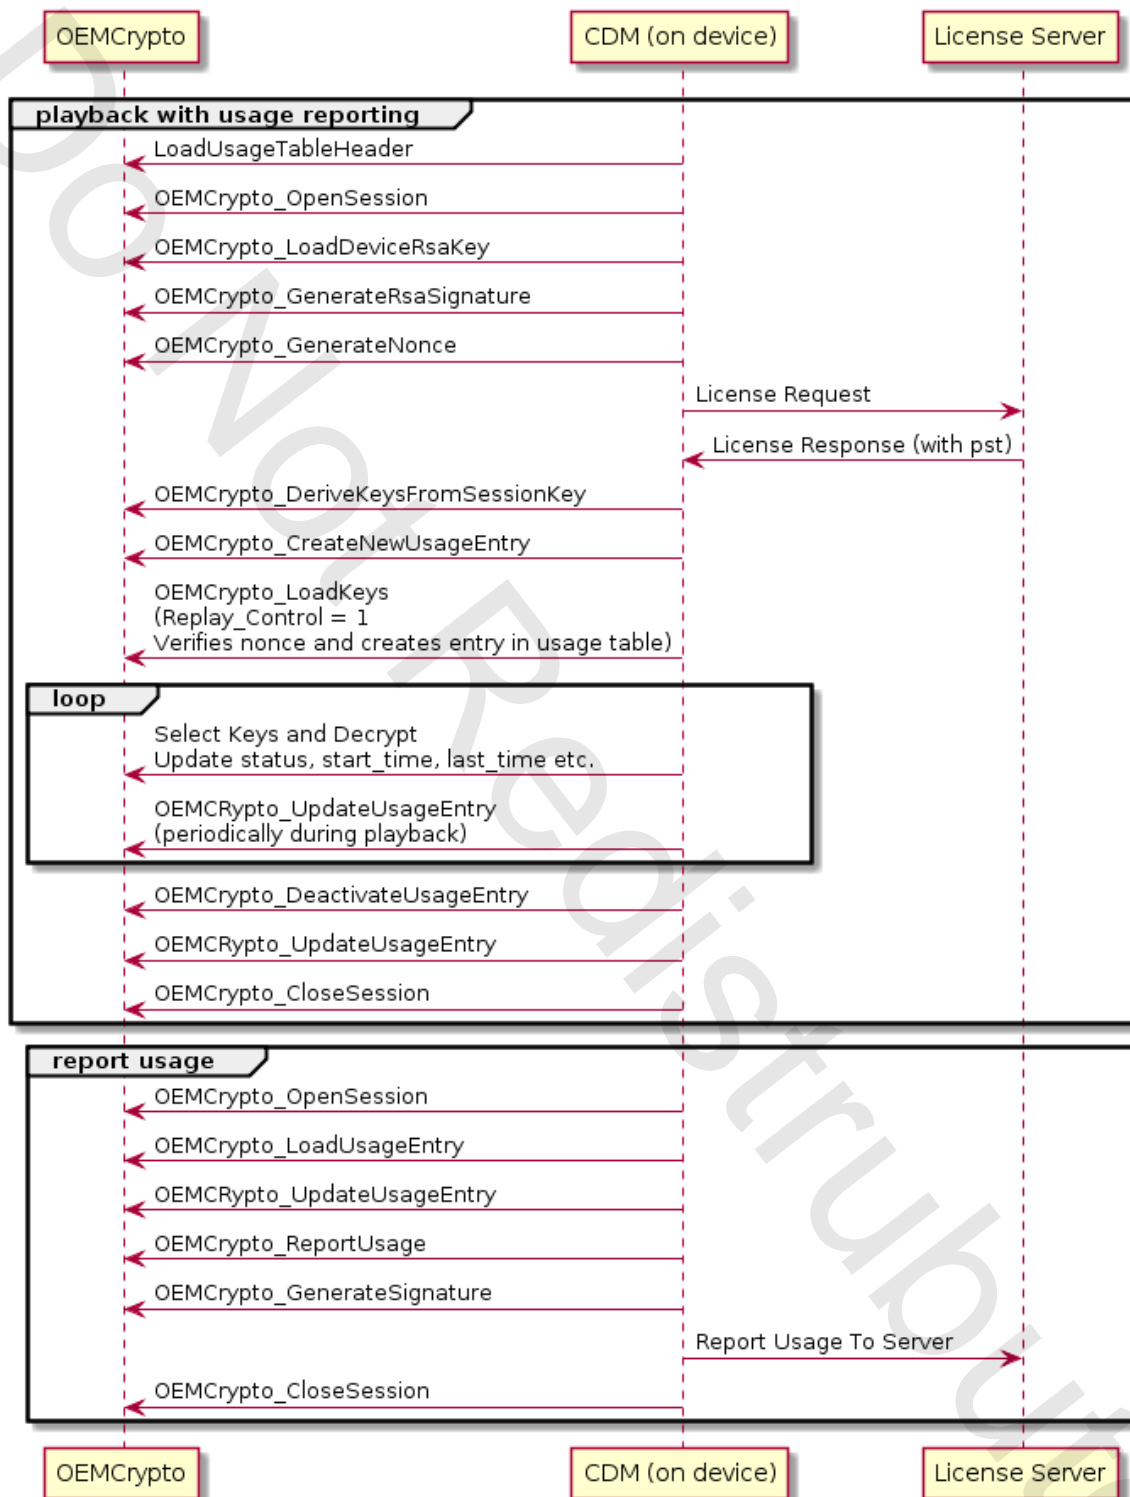 OEMCrypto
CDM (on device)
License Server
playback with usage reporting
LoadUsageTableHeader
OEMCrypto_OpenSession
OEMCrypto_LoadDeviceRsaKey
OEMCrypto_GenerateRsaSignature
OEMCrypto_GenerateNonce
License Request
License Response (with pst)
OEMCrypto_DeriveKeysFromSessionKey
OEMCrypto_CreateNewUsageEntry
OEMCrypto_LoadKeys
(Replay_Control = 1
Verifies nonce and creates entry in usage table)
loop
Select Keys and Decrypt
Update status, start_time, last_time etc.
OEMCRypto_UpdateUsageEntry
(periodically during playback)
OEMCrypto_DeactivateUsageEntry
OEMCRypto_UpdateUsageEntry
OEMCrypto_CloseSession
report usage
OEMCrypto_OpenSession
OEMCrypto_LoadUsageEntry
OEMCRypto_UpdateUsageEntry
OEMCrypto_ReportUsage
OEMCrypto_GenerateSignature
Report Usage To Server
OEMCrypto_CloseSession
OEMCrypto
CDM (on device)
License Server
Do Not Redistribut